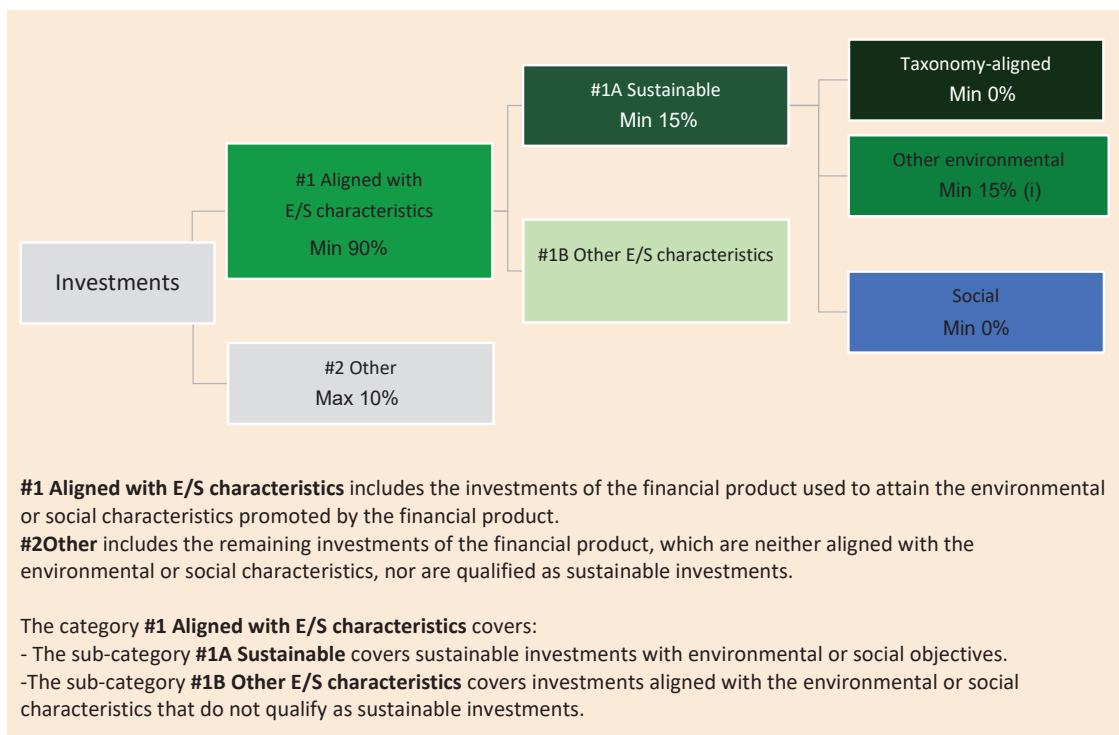 Investments
#1 Aligned with
E/S characteristics
Min 90%
#2 Other
Max 10%
#1A Sustainable
Min 15%
#1B Other E/S characteristics
Taxonomy-aligned
Min 0%
Other environmental
Min 15% (i)
Social
Min 0%
#1 Aligned with E/S characteristics includes the investments of the financial product used to attain the environmental
or social characteristics promoted by the financial product.
#2Other includes the remaining investments of the financial product, which are neither aligned with the
environmental or social characteristics, nor are qualified as sustainable investments.
The category #1 Aligned with E/S characteristics covers:
- The sub-category #1A Sustainable covers sustainable investments with environmental or social objectives.
-The sub-category #1B Other E/S characteristics covers investments aligned with the environmental or social
characteristics that do not qualify as sustainable investments.